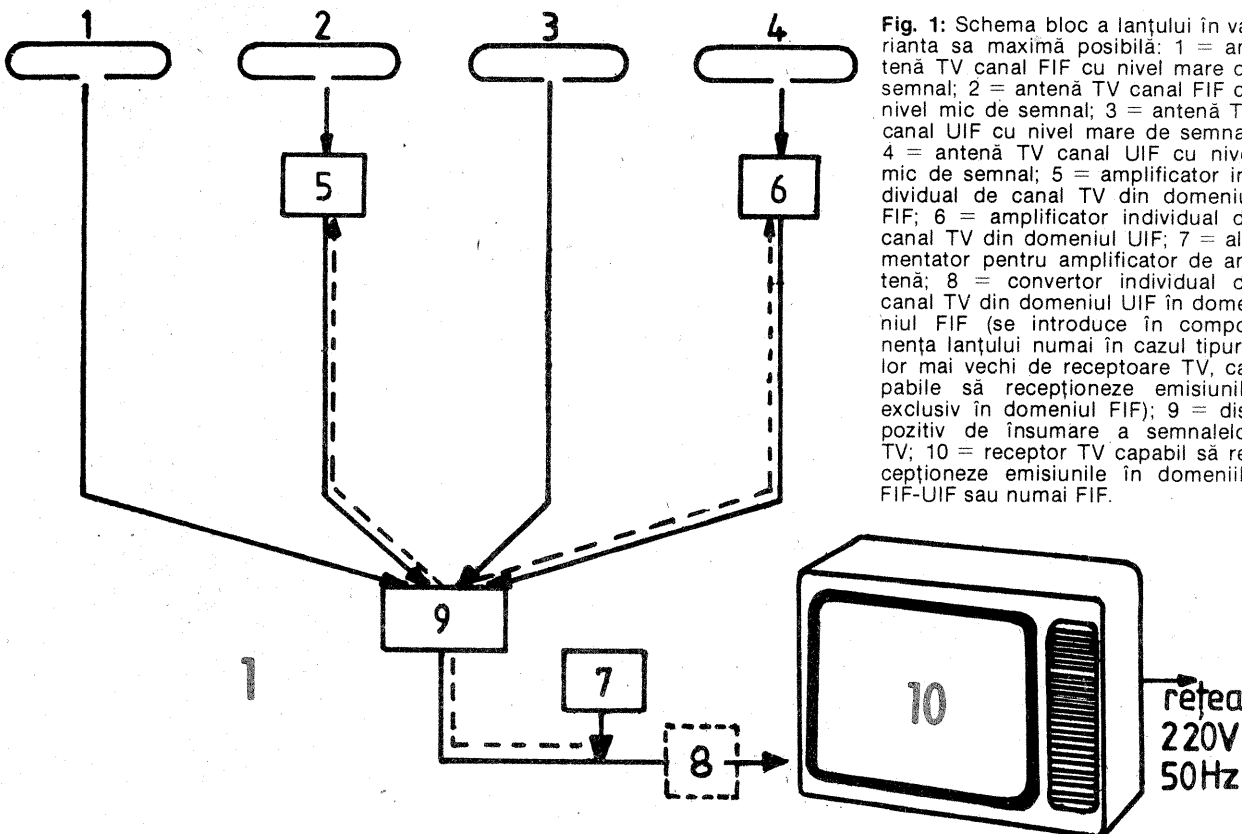 1 2 3 4
5 6
9
7
8
1
10
rețea
220V
50Hz
Fig. 1: Schema bloc a lanțului în va-
rianta sa maximă posibilă: 1 = an
tenă TV canal FIF cu nivel mare d
semnal; 2 = antenă TV canal FIF c
nivel mic de semnal; 3 = antenă T
canal UIF cu nivel mare de semna
4 = antenă TV canal UIF cu nive
mic de semnal; 5 = amplificator in
dividual de canal TV din domeniu
FIF; 6 = amplificator individual d
canal TV din domeniul UIF; 7 = al
mentator pentru amplificator de an
tenă; 8 = convertor individual d
canal TV din domeniul UIF în dome
niul FIF (se introduce în compo
nența lanțului numai în cazul tipur
lor mai vechi de receptoare TV, ca
pabile să recepționeze emisiunil
exclusiv în domeniul FIF); 9 = dis
pozitiv de însumare a semnalelo
TV; 10 = receptor TV capabil să re
cepționeze emisiunile în domeniil
FIF-UIF sau numai FIF.